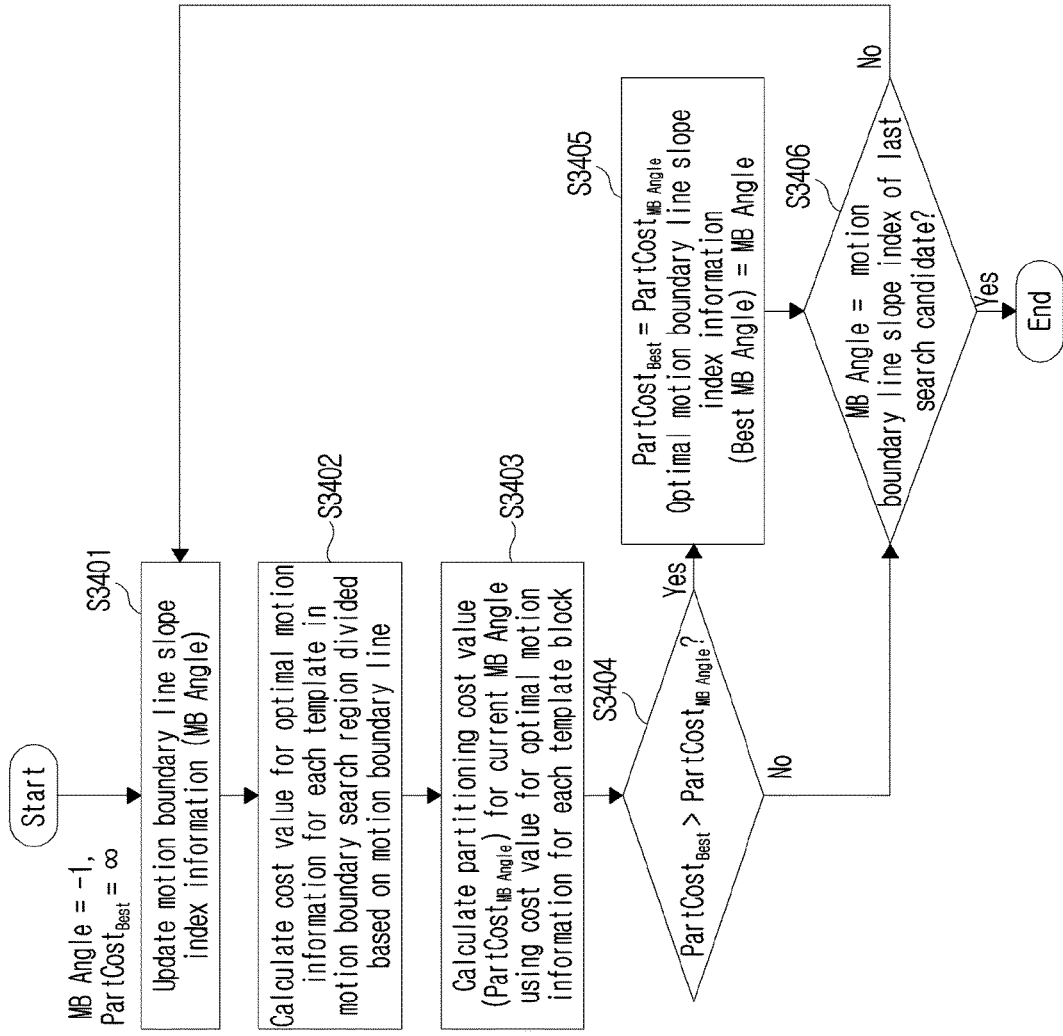 Start
MB Angle = -1,
PartCost_Best = ∞
S3401
Update motion boundary line slope
index information (MB Angle)
S3402
Calculate cost value for optimal motion
information for each template in
motion boundary search region divided
based on motion boundary line
S3403
Calculate partitioning cost value
(PartCost_MB Angle) for current MB Angle
using cost value for optimal motion
information for each template block
S3404
PartCost_Best > PartCost_MB Angle?
Yes
No
S3405
PartCost_Best = PartCost_MB Angle
Optimal motion boundary line slope
index information
(Best MB Angle) = MB Angle
S3406
MB Angle = motion
boundary line slope index of last
search candidate?
No
Yes
End